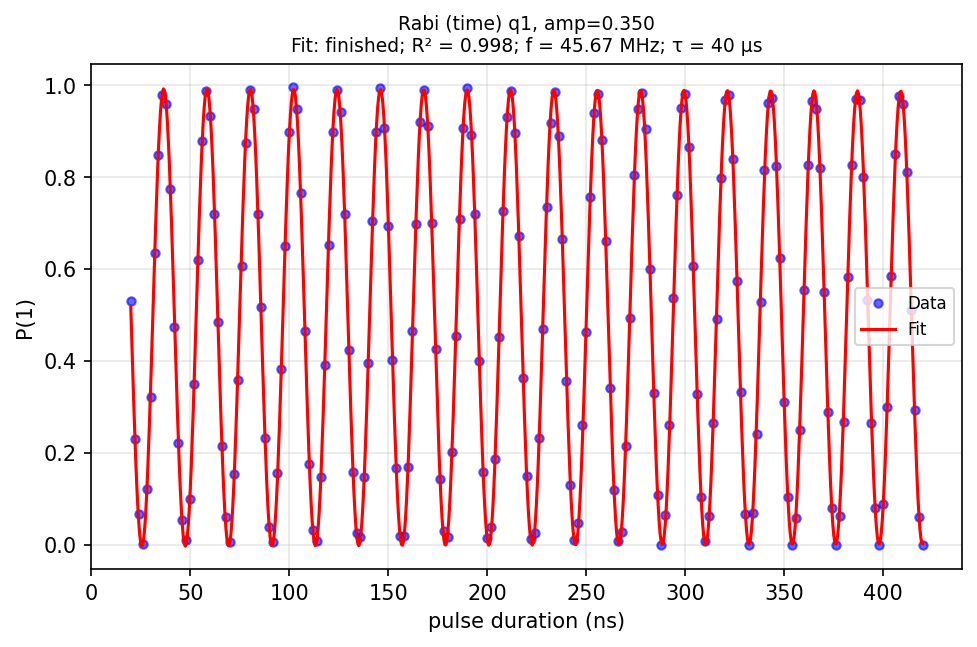 Rabi (time) q1, amp=0.350
Fit: finished; R² = 0.998; f = 45.67 MHz; τ = 40 μs
1.0
0.8
0.6
0.4
0.2
0.0
P(1)
Data
Fit
0 50 100 150 200 250 300 350 400
pulse duration (ns)